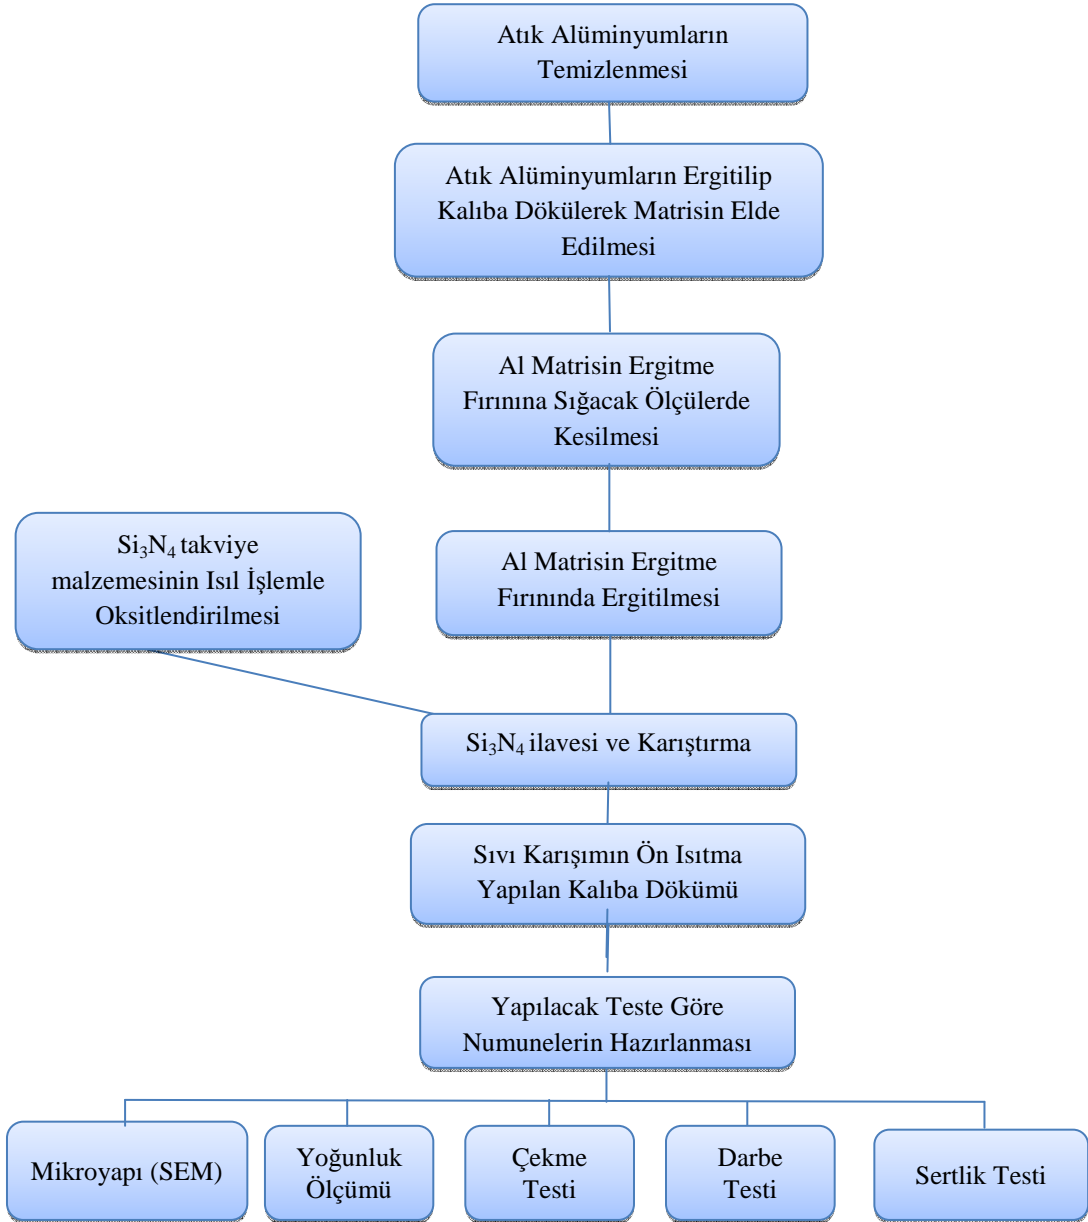 Atık Alüminyumların
Temizlenmesi
Atık Alüminyumların Ergitilip
Kalıba Dökülerek Matrisin Elde
Edilmesi
Al Matrisin Ergitme
Fırınına Sığacak Ölçülerde
Kesilmesi
Si₃N₄ takviye
malzemesinin Isıl İşlemle
Oksitlendirilmesi
Al Matrisin Ergitme
Fırınında Ergitilmesi
Si₃N₄ ilavesi ve Karıştırma
Sıvı Karışımın Ön Isıtma
Yapılan Kalıba Dökümü
Yapılacak Teste Göre
Numunelerin Hazırlanması
Mikroyapı (SEM)
Yoğunluk
Ölçümü
Çekme
Testi
Darbe
Testi
Sertlik Testi